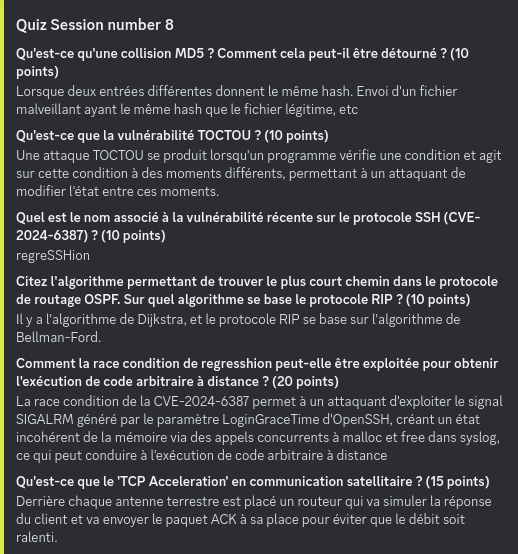 Quiz Session number 8
Qu'est-ce qu'une collision MD5 ? Comment cela peut-il être détourné ? (10
points)
Lorsque deux entrées différentes donnent le même hash. Envoi d'un fichier
malveillant ayant le même hash que le fichier légitime, etc
Qu'est-ce que la vulnérabilité TOCTOU ? (10 points)
Une attaque TOCTOU se produit lorsqu'un programme vérifie une condition et agit
sur cette condition à des moments différents, permettant à un attaquant de
modifier l'état entre ces moments.
Quel est le nom associé à la vulnérabilité récente sur le protocole SSH (CVE-
2024-6387) ? (10 points)
regreSSHion
Citez l'algorithme permettant de trouver le plus court chemin dans le protocole
de routage OSPF. Sur quel algorithme se base le protocole RIP ? (10 points)
Il y a l'algorithme de Dijkstra, et le protocole RIP se base sur l'algorithme de
Bellman-Ford.
Comment la race condition de regresshion peut-elle être exploitée pour obtenir
l'exécution de code arbitraire à distance ? (20 points)
La race condition de la CVE-2024-6387 permet à un attaquant d'exploiter le signal
SIGALRM généré par le paramètre LoginGraceTime d'OpenSSH, créant un état
incohérent de la mémoire via des appels concurrents à malloc et free dans syslog,
ce qui peut conduire à l'exécution de code arbitraire à distance
Qu'est-ce que le 'TCP Acceleration' en communication satellitaire ? (15 points)
Derrière chaque antenne terrestre est placé un routeur qui va simuler la réponse
du client et va envoyer le paquet ACK à sa place pour éviter que le débit soit
ralenti.